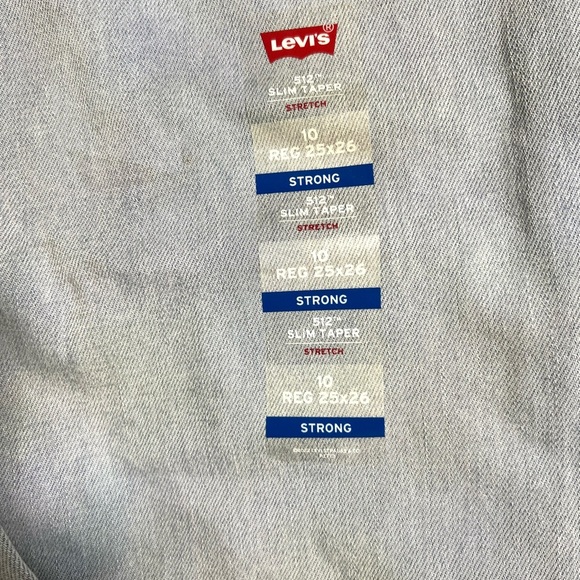 Levi's®
512™
SLIM TAPER
STRETCH
10
REG 25x26
STRONG
512™
SLIM TAPER
STRETCH
10
REG 25x26
STRONG
512™
SLIM TAPER
STRETCH
10
REG 25x26
STRONG